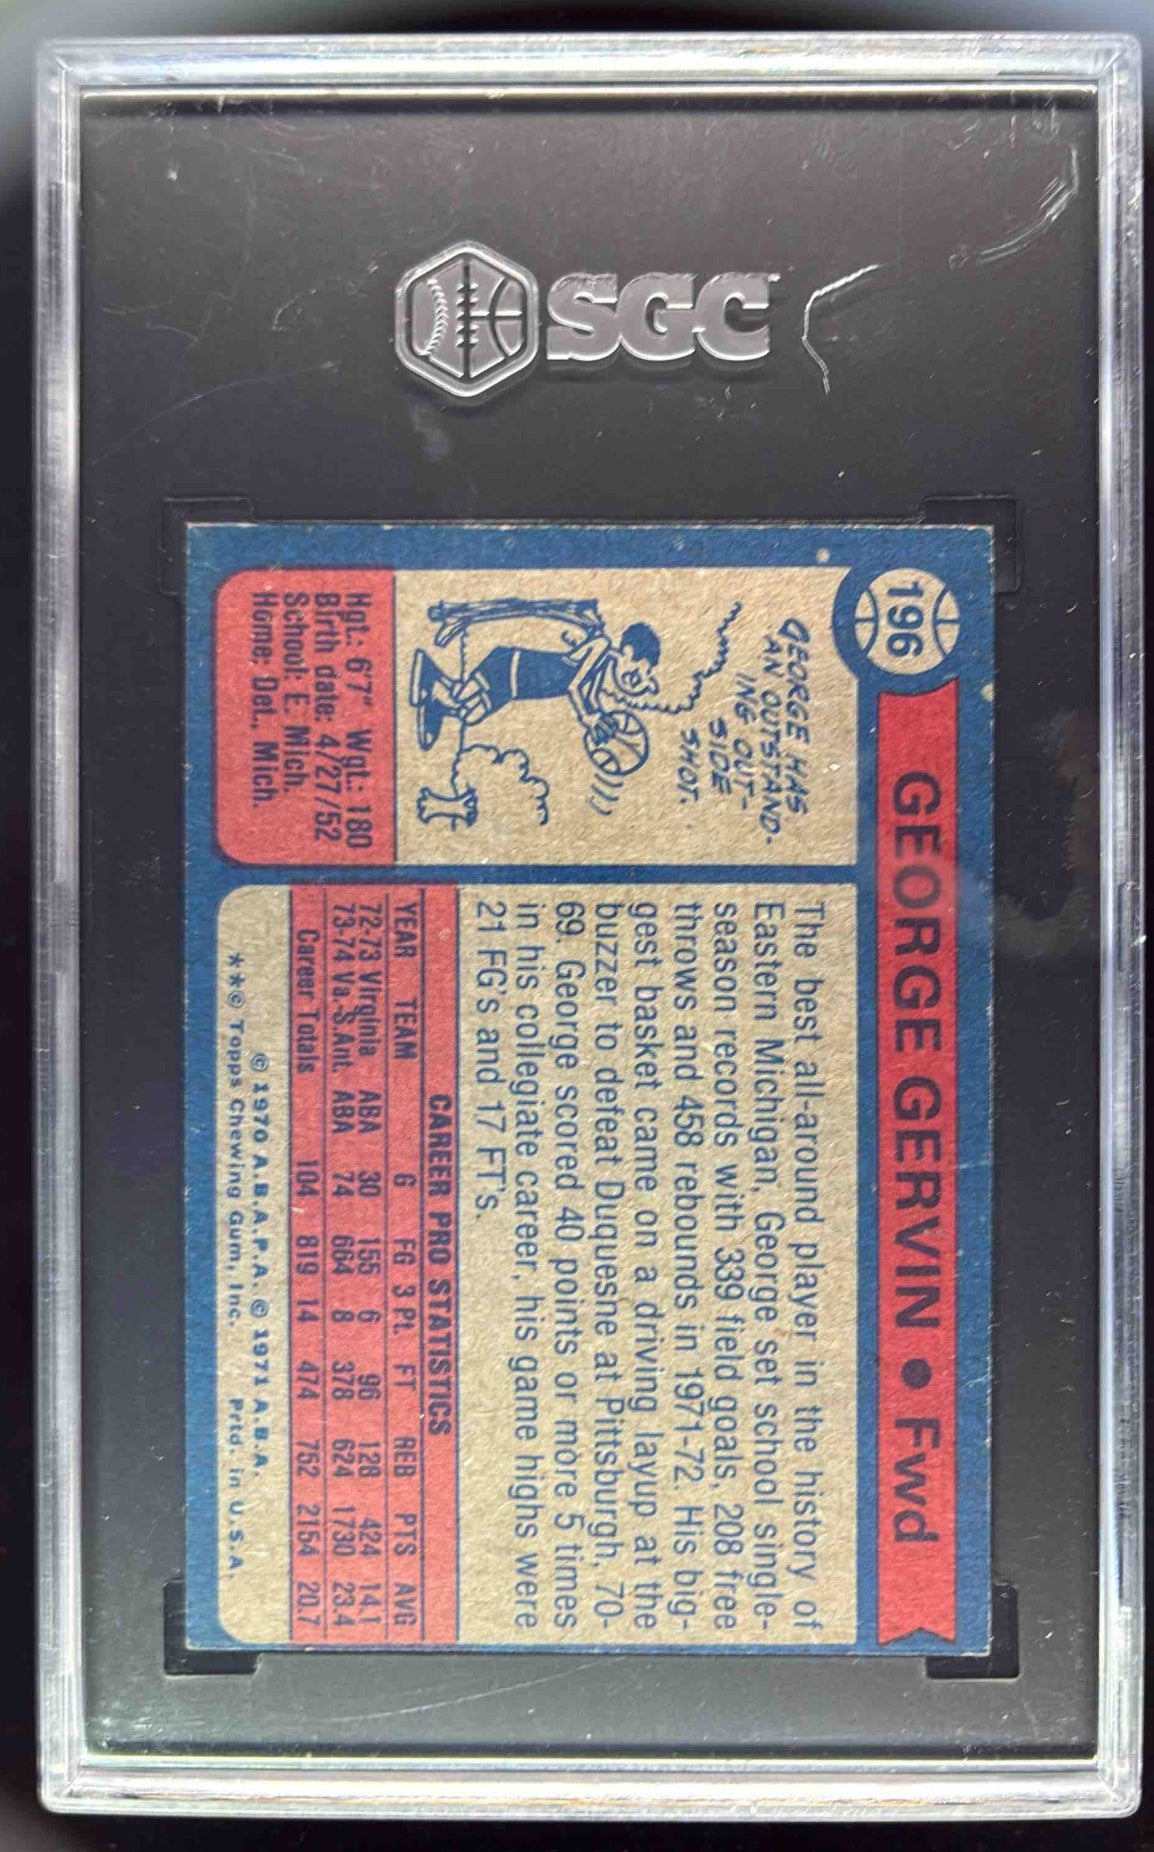 SGC
196
GEORGE GERVIN • Fwd
GEORGE HAS
AN OUTSTAND-
ING OUT-
SIDE
SHOT.
Hgt.: 6'7" Wgt.: 180
Birth date: 4/27/52
School: E. Mich.
Home: Det., Mich.
The best all-around player in the history of
Eastern Michigan, George set school single-
season records with 339 field goals, 208 free
throws and 458 rebounds in 1971-72. His big-
gest basket came on a driving layup at the
buzzer to defeat Duquesne at Pittsburgh, 70-
69. George scored 40 points or more 5 times
in his collegiate career, his game highs were
21 FG's and 17 FT's.
CAREER PRO STATISTICS
YEAR TEAM G FG 3 Pt. FT REB PTS AVG
72-73 Virginia ABA 30 155 6 96 128 424 14.1
73-74 Va.-S.Ant. ABA 74 664 8 378 624 1730 23.4
Career Totals 104 819 14 474 752 2154 20.7
© 1970 A.B.A.P.A. © 1971 A.B.A.
**© Topps Chewing Gum, Inc. Prtd. in U.S.A.